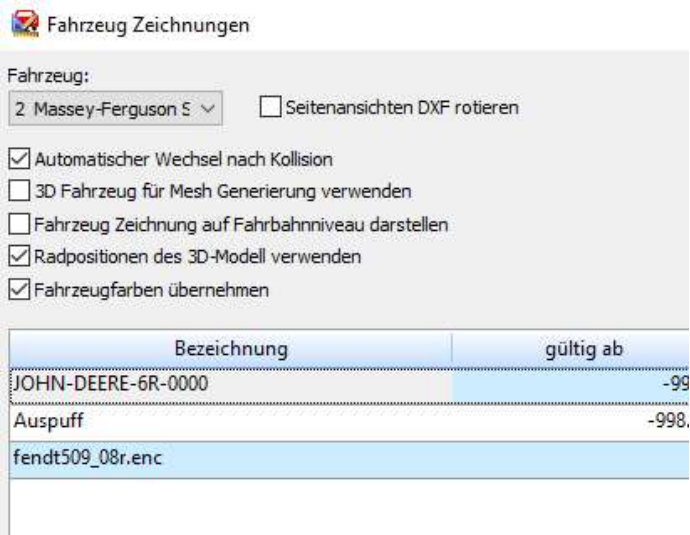 Fahrzeug Zeichnungen
Fahrzeug:
2 Massey-Ferguson S
Seitenansichten DXF rotieren
Automatischer Wechsel nach Kollision
3D Fahrzeug für Mesh Generierung verwenden
Fahrzeug Zeichnung auf Fahrbahnniveau darstellen
Radpositionen des 3D-Modell verwenden
Fahrzeugfarben übernehmen
Bezeichnung gültig ab
JOHN-DEERE-6R-0000 -99
Auspuff -998.
fendt509_08r.enc